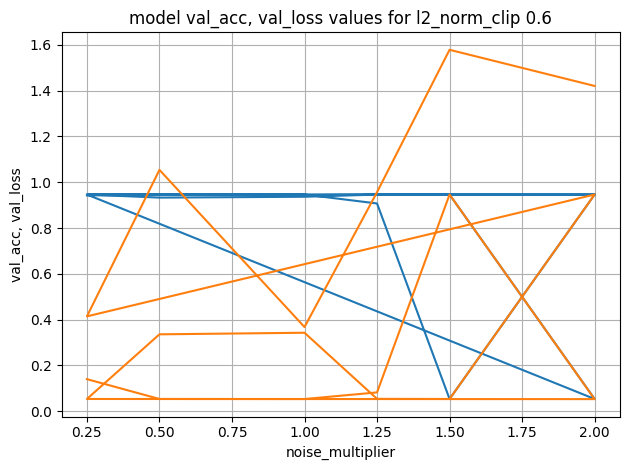 model val_acc, val_loss values for l2_norm_clip 0.6
val_acc, val_loss
1.6
1.4
1.2
1.0
0.8
0.6
0.4
0.2
0.0
0.25 0.50 0.75 1.00 1.25 1.50 1.75 2.00
noise_multiplier